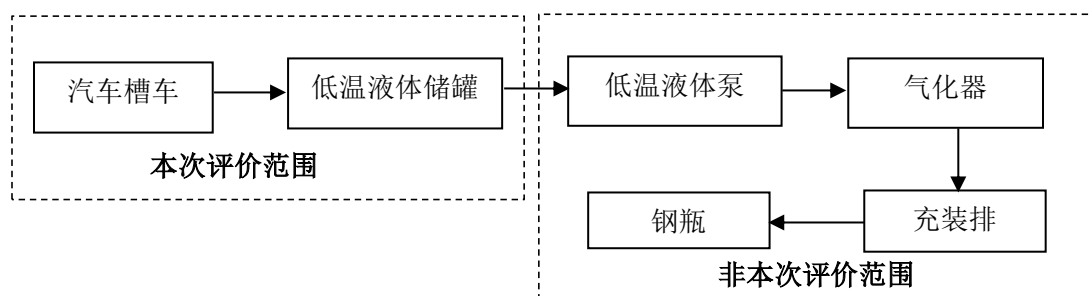 汽车槽车
低温液体储罐
低温液体泵
气化器
本次评价范围
钢瓶
充装排
非本次评价范围